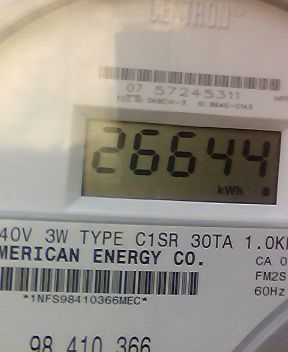 CENTRON
07 57245311
26644
kWh
40V 3W TYPE C1SR 30TA 1.0K
MERICAN ENERGY CO.
CA 0
FM2S
60Hz
*1NFS98410366MEC*
98 410 366